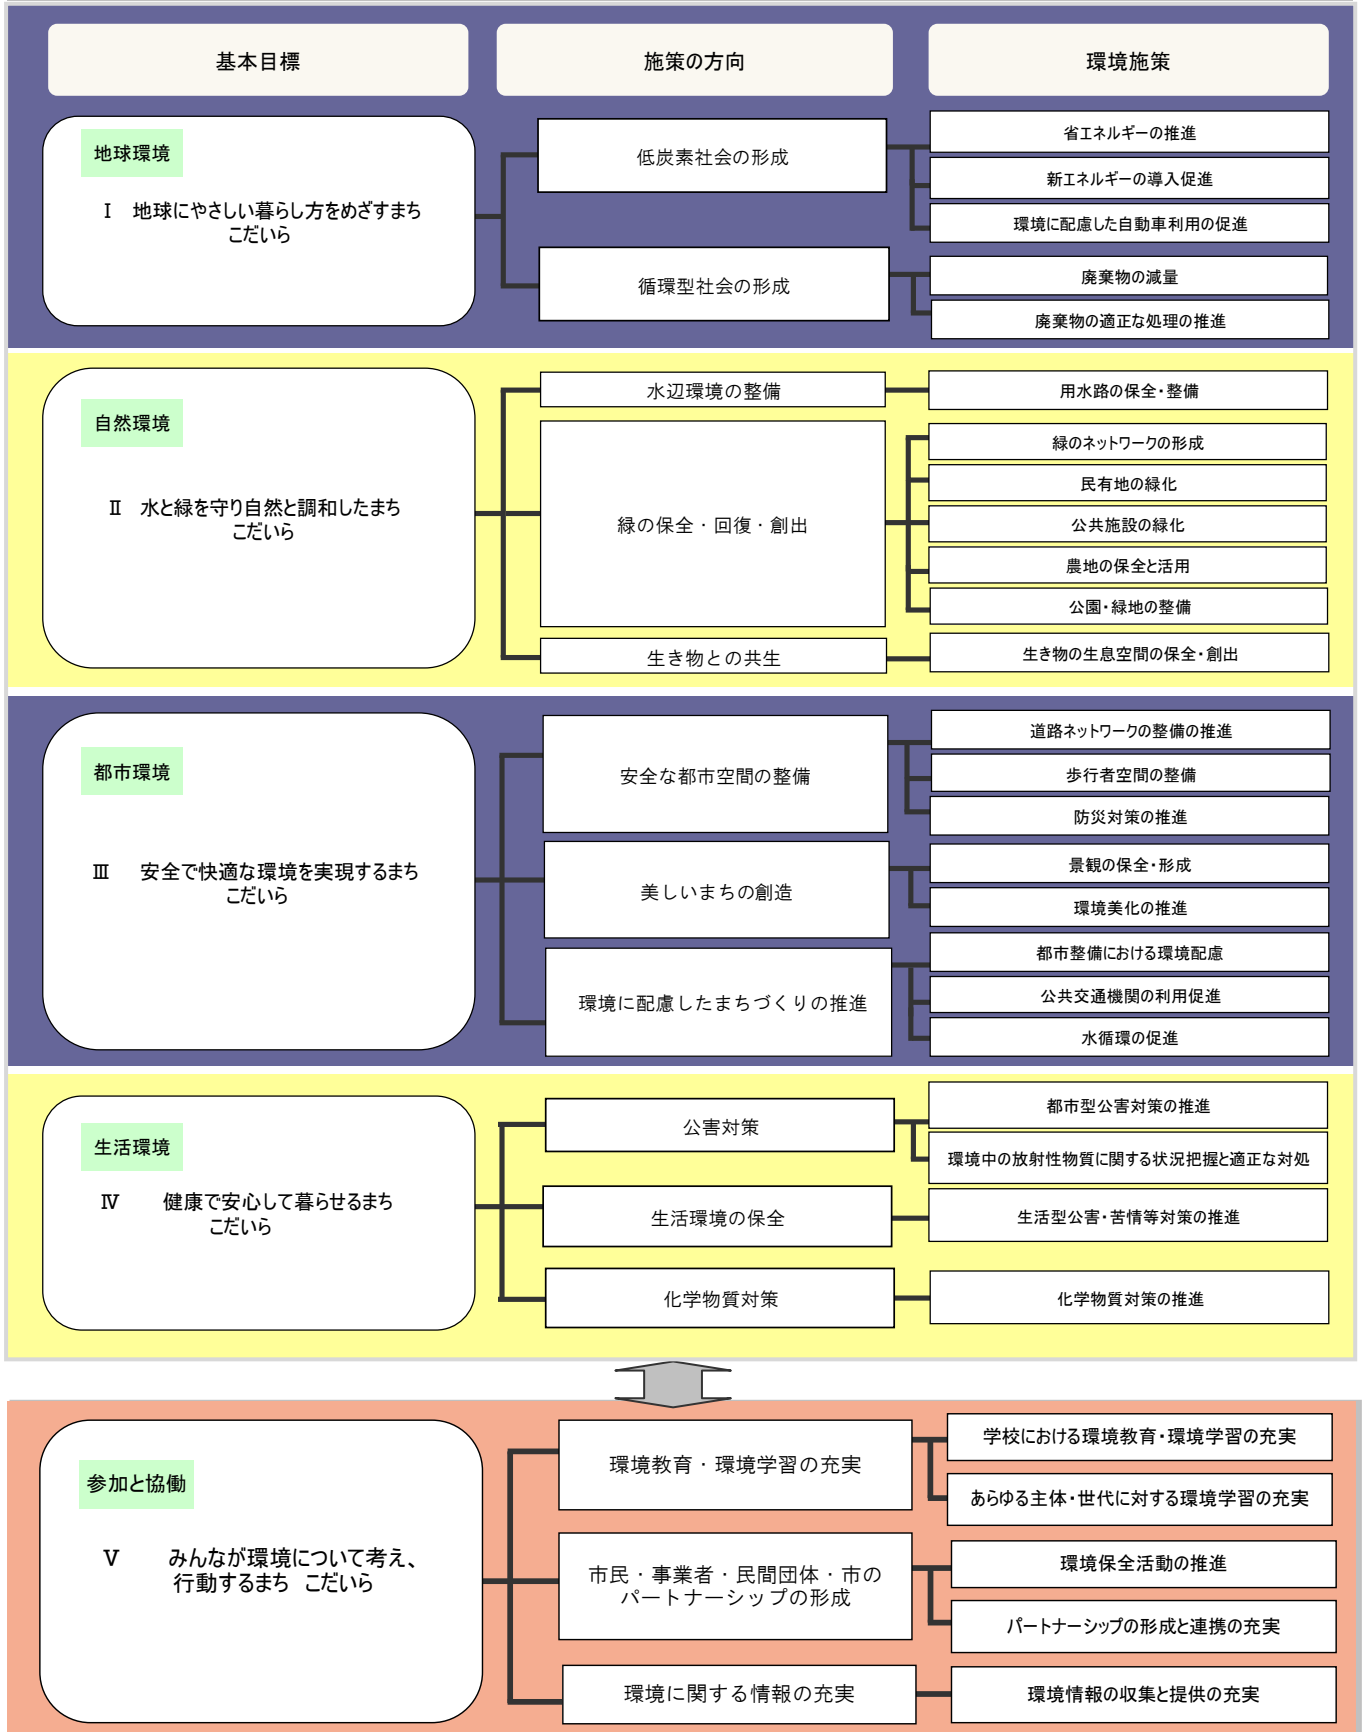 基本目標
施策の方向
環境施策
地球環境
Ⅰ　地球にやさしい暮らし方をめざすまち
こだいら
低炭素社会の形成
省エネルギーの推進
新エネルギーの導入促進
環境に配慮した自動車利用の促進
循環型社会の形成
廃棄物の減量
廃棄物の適正な処理の推進
自然環境
Ⅱ　水と緑を守り自然と調和したまち
こだいら
水辺環境の整備
用水路の保全・整備
緑の保全・回復・創出
緑のネットワークの形成
民有地の緑化
公共施設の緑化
農地の保全と活用
公園・緑地の整備
生き物との共生
生き物の生息空間の保全・創出
都市環境
Ⅲ　安全で快適な環境を実現するまち
こだいら
安全な都市空間の整備
道路ネットワークの整備の推進
歩行者空間の整備
防災対策の推進
美しいまちの創造
景観の保全・形成
環境美化の推進
環境に配慮したまちづくりの推進
都市整備における環境配慮
公共交通機関の利用促進
水循環の促進
生活環境
Ⅳ　健康で安心して暮らせるまち
こだいら
公害対策
都市型公害対策の推進
環境中の放射性物質に関する状況把握と適正な対処
生活環境の保全
生活型公害・苦情等対策の推進
化学物質対策
化学物質対策の推進
参加と協働
Ⅴ　みんなが環境について考え、
行動するまち　こだいら
環境教育・環境学習の充実
学校における環境教育・環境学習の充実
あらゆる主体・世代に対する環境学習の充実
市民・事業者・民間団体・市の
パートナーシップの形成
環境保全活動の推進
パートナーシップの形成と連携の充実
環境に関する情報の充実
環境情報の収集と提供の充実